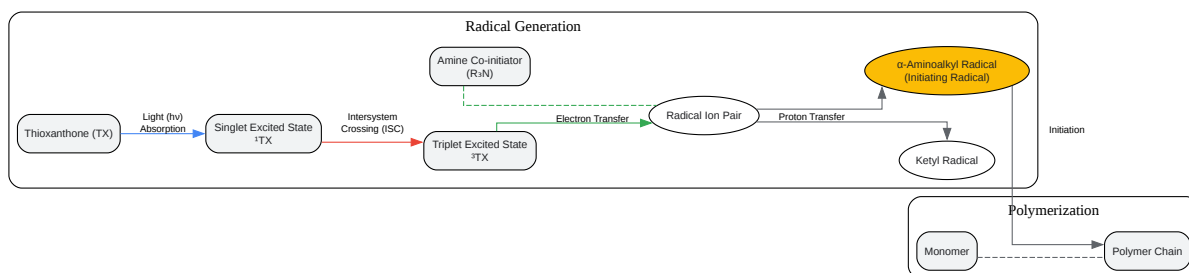 Radical Generation
Amine Co-initiator
(R₃N)
α-Aminoalkyl Radical
(Initiating Radical)
Thioxanthone (TX)
Light (hν)
Absorption
Singlet Excited State
¹TX
Intersystem
Crossing (ISC)
Triplet Excited State
³TX
Electron Transfer
Radical Ion Pair
Proton Transfer
Ketyl Radical
Initiation
Polymerization
Monomer
Polymer Chain